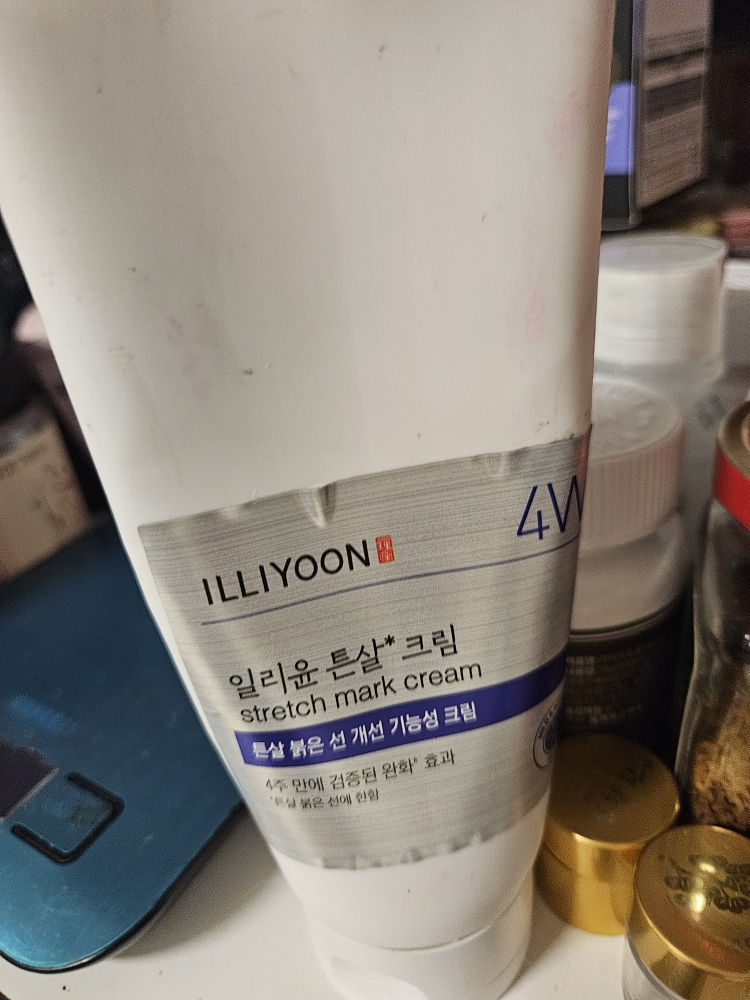 4W
ILLIYOON
일리윤 튼살* 크림
stretch mark cream
튼살 붉은 선 개선 기능성 크림
4주 만에 검증된 완화* 효과
*튼살 붉은 선에 한함